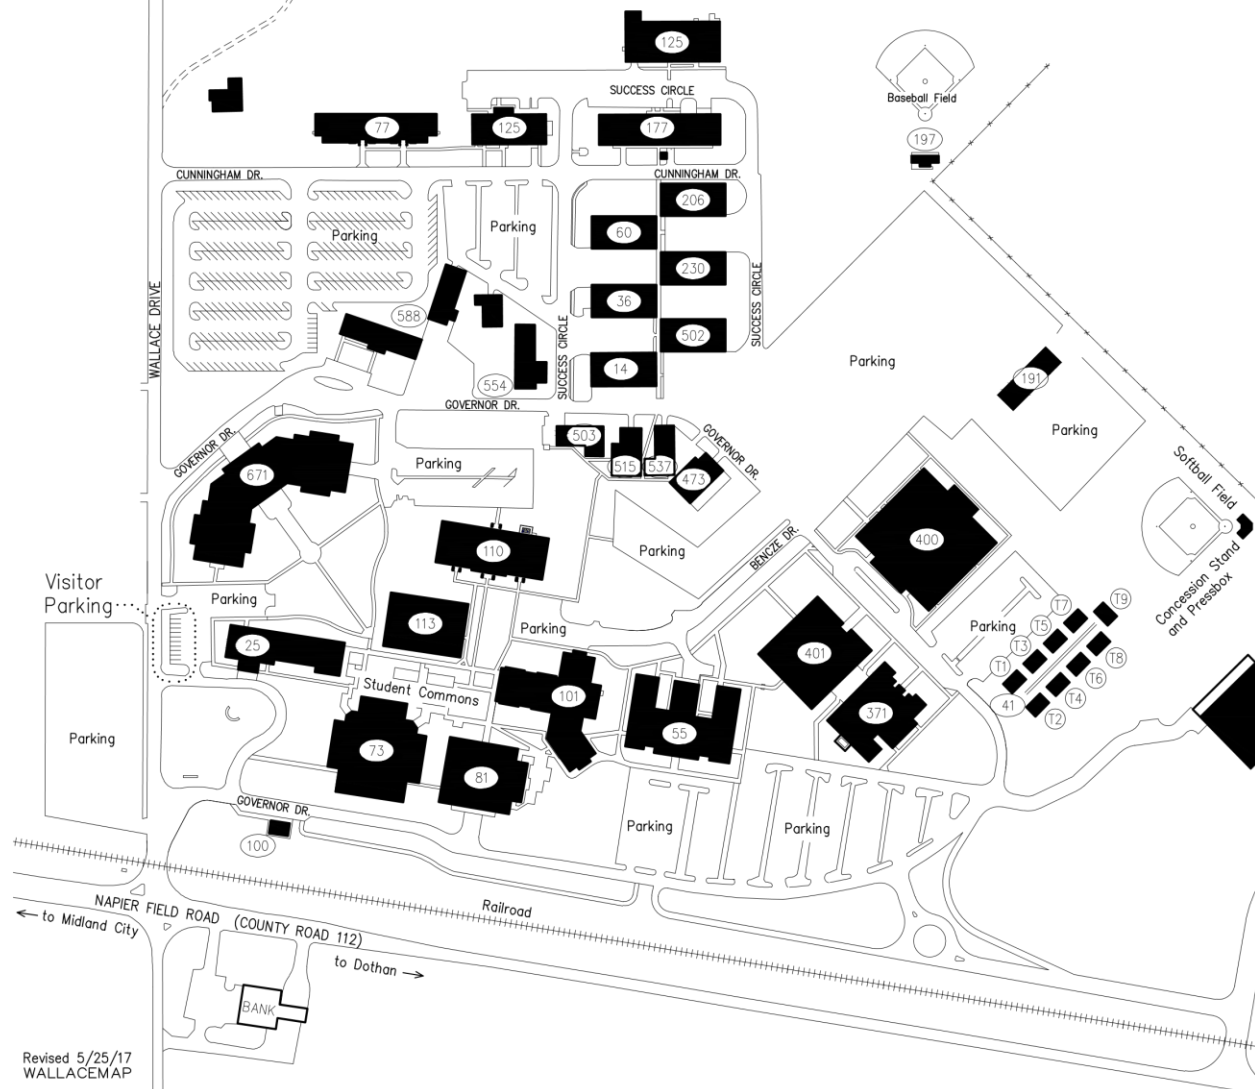 125
SUCCESS CIRCLE
Baseball Field
77
125
177
197
CUNNINGHAM DR.
CUNNINGHAM DR.
206
60
Parking
Parking
230
36
SUCCESS CIRCLE
WALLACE DRIVE
588
SUCCESS CIRCLE
502
14
554
Parking
191
GOVERNOR DR.
GOVERNOR DR.
503
515
537
GOVERNOR DR.
473
Parking
Parking
671
Softball Field
110
Parking
BENCZE DR.
400
Concession Stand
and Pressbox
Visitor
Parking
Parking
113
Parking
25
401
Parking
T1
T3
T5
T7
T9
T8
T6
T4
T2
41
Student Commons
101
371
55
73
81
Parking
GOVERNOR DR.
100
Parking
Parking
Railroad
NAPIER FIELD ROAD (COUNTY ROAD 112)
to Midland City
to Dothan
BANK
Revised 5/25/17
WALLACEMAP